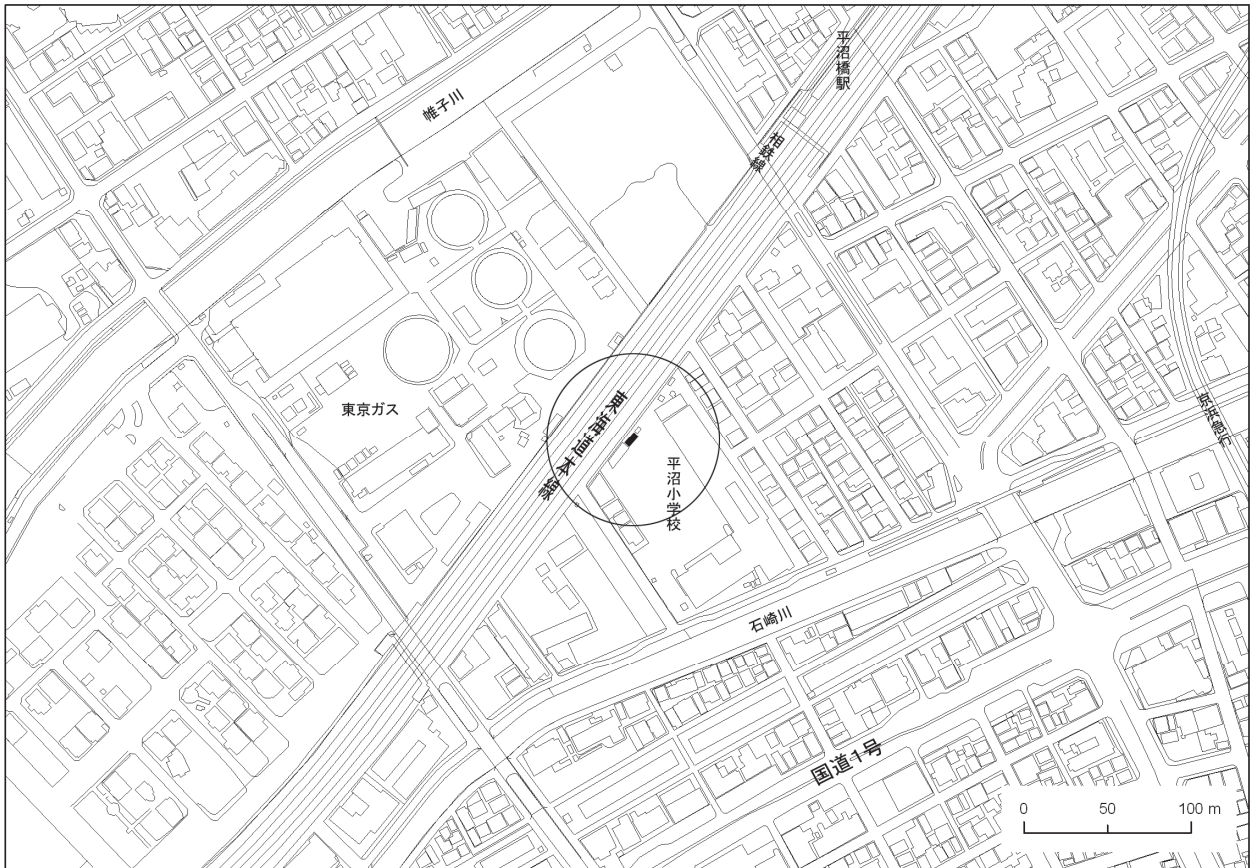 平沼橋駅
帷子川
相鉄線
東京ガス
東海道本線
平沼小学校
京浜急行
石崎川
国道1号
0 50 100 m